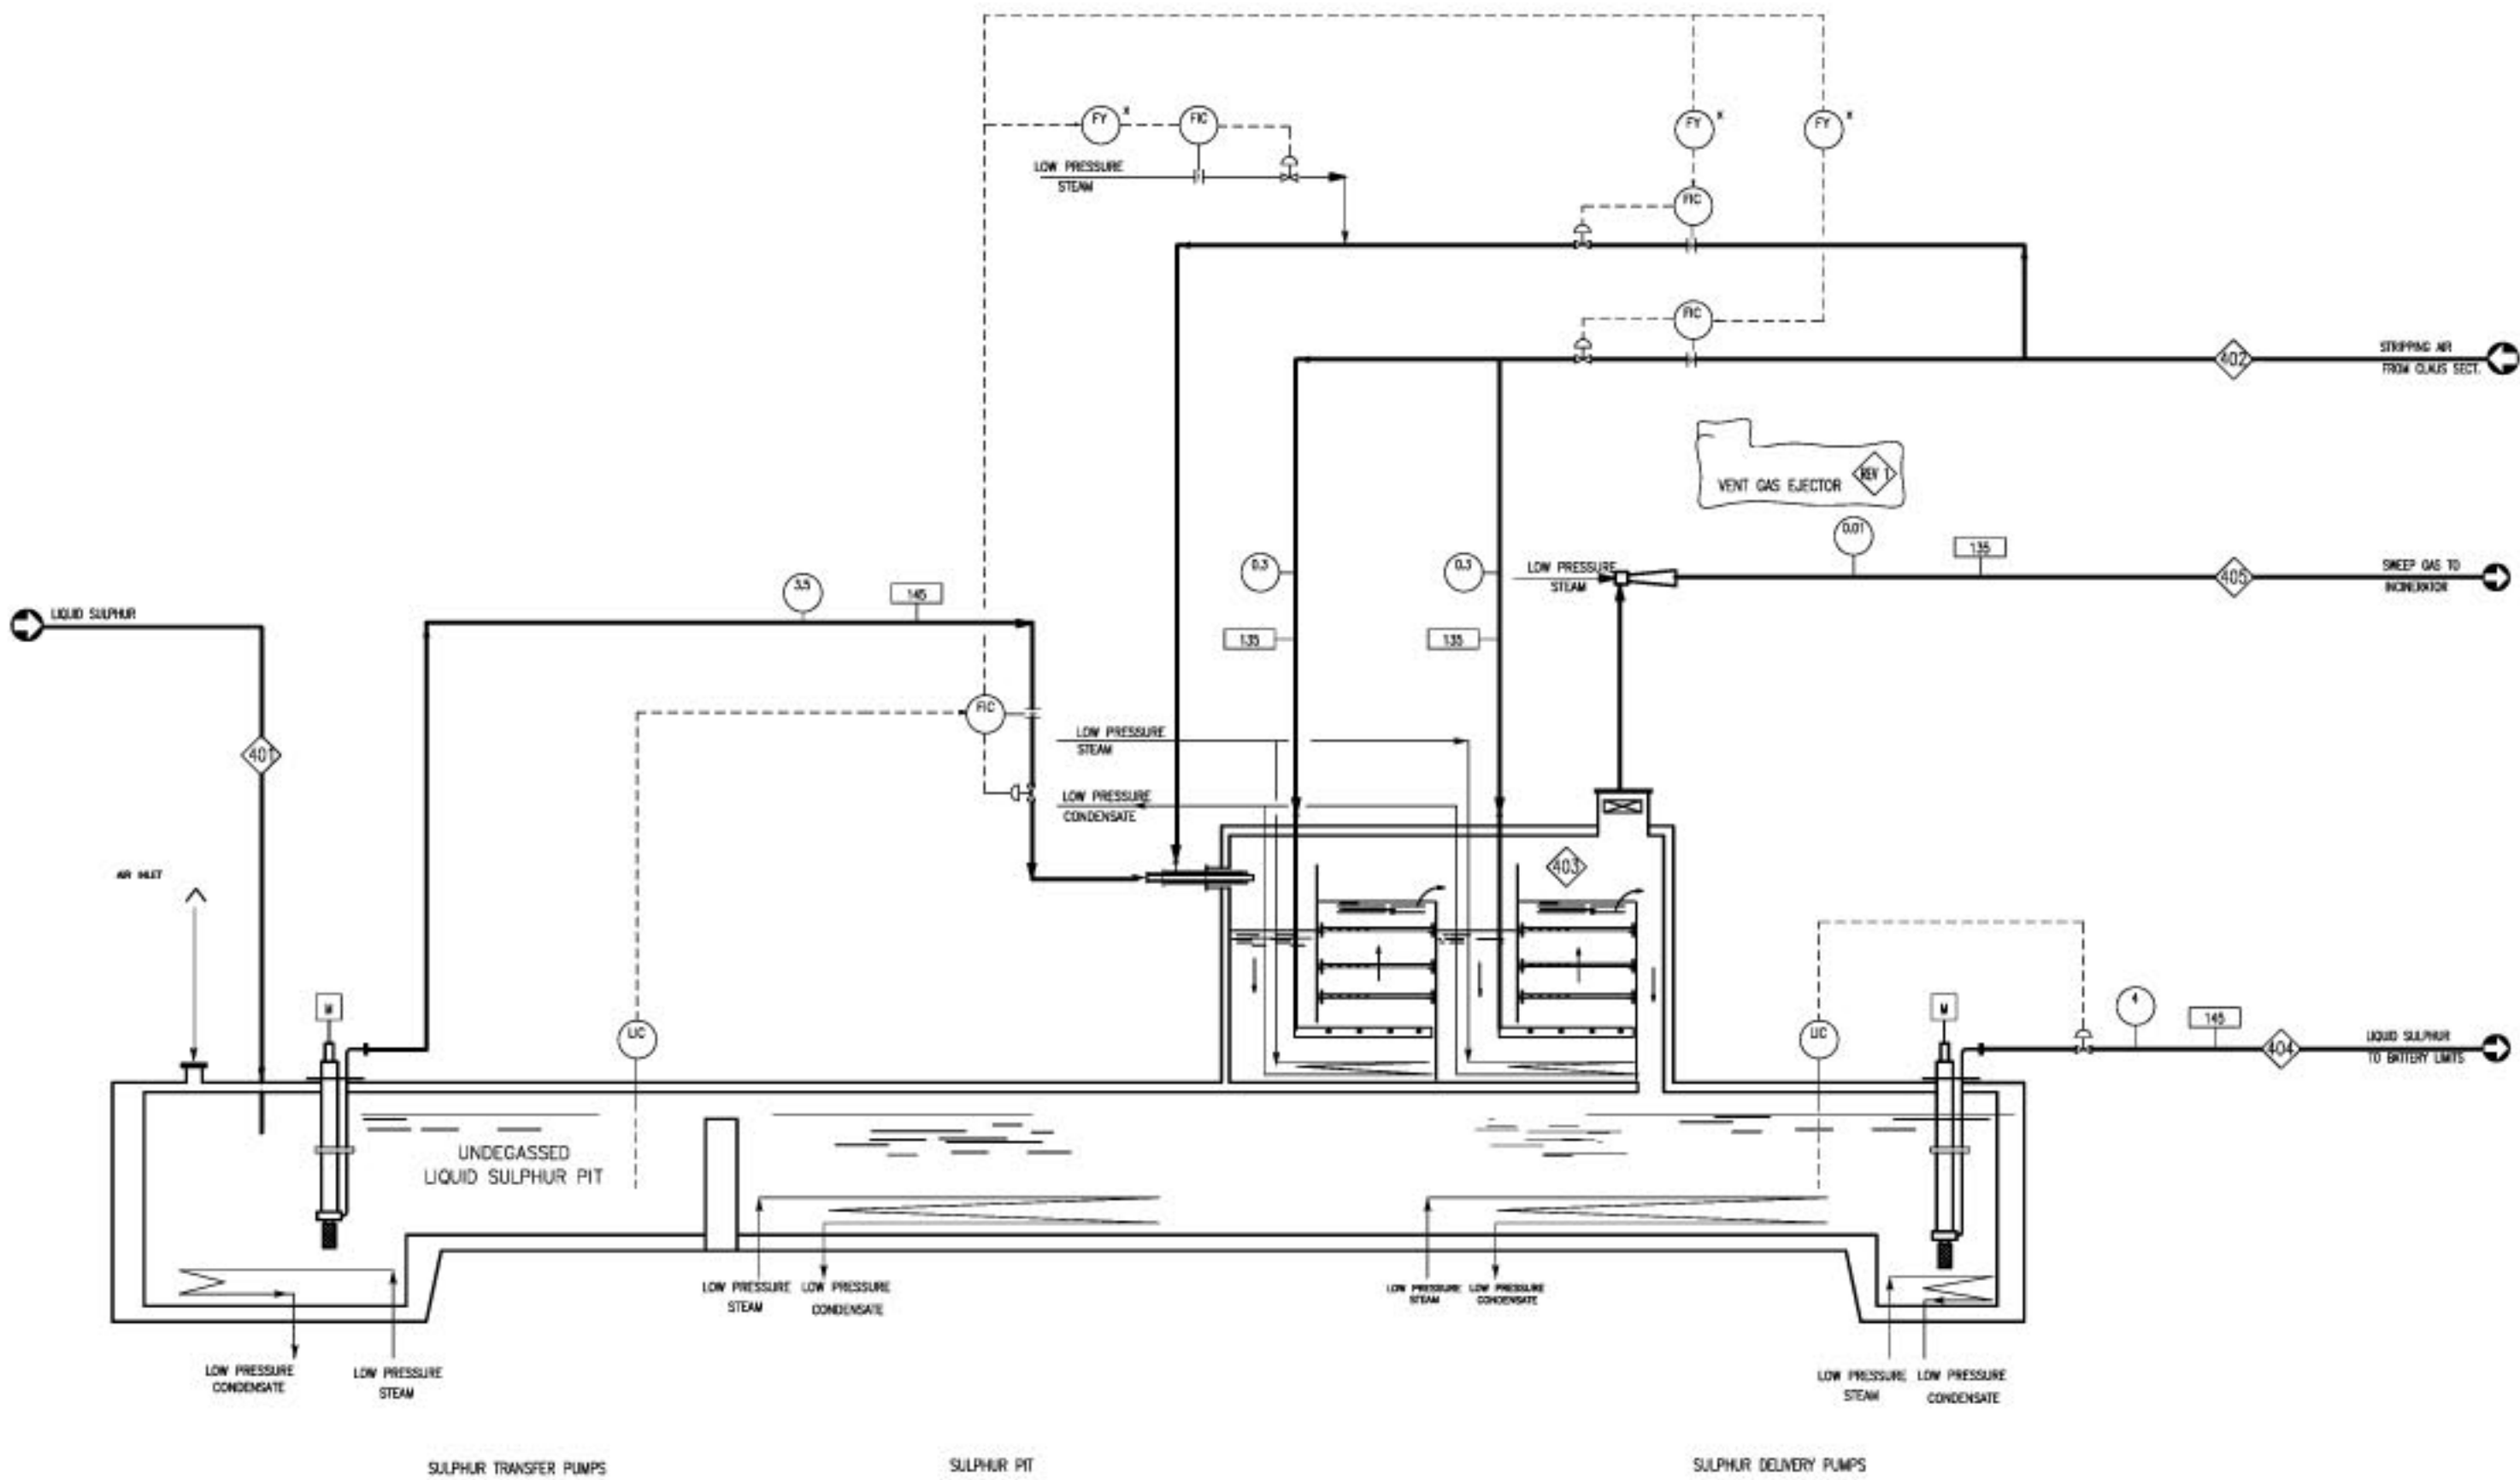 FY
x
FIC
FY
x
FY
x
LOW PRESSURE
STEAM
FIC
FIC
STRIPPING AIR
FROM CLAUS SECT.
402
VENT GAS EJECTOR
REV 1
0.01
135
0.3
0.3
LOW PRESSURE
STEAM
SWEEP GAS TO
INCINERATOR
405
3.5
145
LIQUID SULPHUR
135
135
FIC
LOW PRESSURE
STEAM
401
LOW PRESSURE
CONDENSATE
AIR INLET
403
M
LIC
LIC
M
4
145
404
LIQUID SULPHUR
TO BATTERY LIMITS
UNDEGASSED
LIQUID SULPHUR PIT
LOW PRESSURE
STEAM
LOW PRESSURE
CONDENSATE
LOW PRESSURE
STEAM
LOW PRESSURE
CONDENSATE
LOW PRESSURE
CONDENSATE
LOW PRESSURE
STEAM
LOW PRESSURE
STEAM
LOW PRESSURE
CONDENSATE
SULPHUR TRANSFER PUMPS
SULPHUR PIT
SULPHUR DELIVERY PUMPS